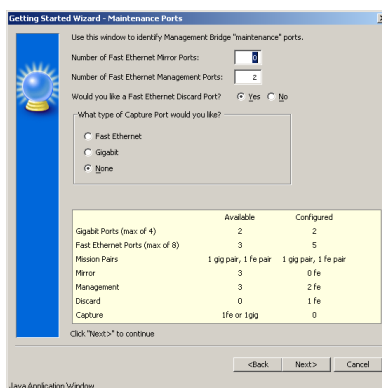 Getting Started Wizard - Maintenance Ports
Use this window to identify Management Bridge "maintenance" ports.
Number of Fast Ethernet Mirror Ports: 0
Number of Fast Ethernet Management Ports: 2
Would you like a Fast Ethernet Discard Port? Yes No
What type of Capture Port would you like?
Fast Ethernet
Gigabit
None
Available Configured
Gigabit Ports (max of 4) 2 2
Fast Ethernet Ports (max of 8) 3 5
Mission Pairs 1 gig pair, 1 fe pair 1 gig pair, 1 fe pair
Mirror 3 0 fe
Management 3 2 fe
Discard 0 1 fe
Capture 1fe or 1gig 0
Click "Next>" to continue
<Back Next> Cancel
Java Application Window